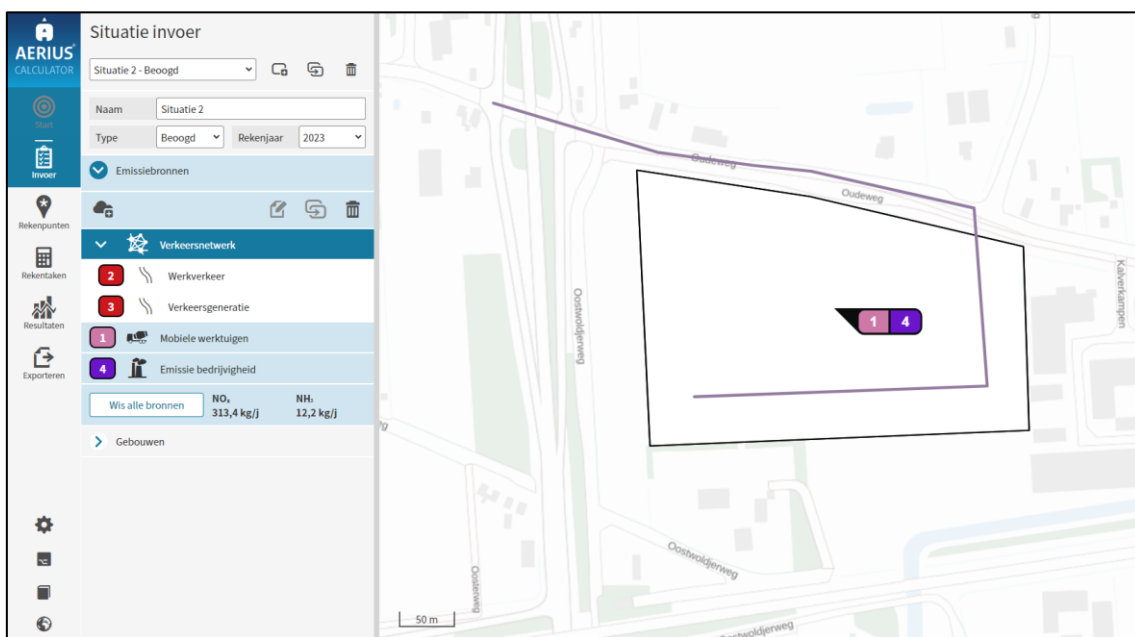 AERIUS
CALCULATOR
Start
Invoer
Rekenpunten
Rekentaken
Resultaten
Exporteren
Situatie invoer
Situatie 2 - Beoogd
Naam Situatie 2
Type Beoogd Rekenjaar 2023
Emissiebronnen
Verkeersnetwerk
2 Werkverkeer
3 Verkeersgeneratie
1 Mobiele werktuigen
4 Emissie bedrijvigheid
Wis alle bronnen
NOₓ NH₃
313,4 kg/j 12,2 kg/j
Gebouwen
Oudeweg
Oudeweg
Kalverkampen
Oostwoldjerweg
1 4
Oostwoldjerweg
Oosterweg
50 m